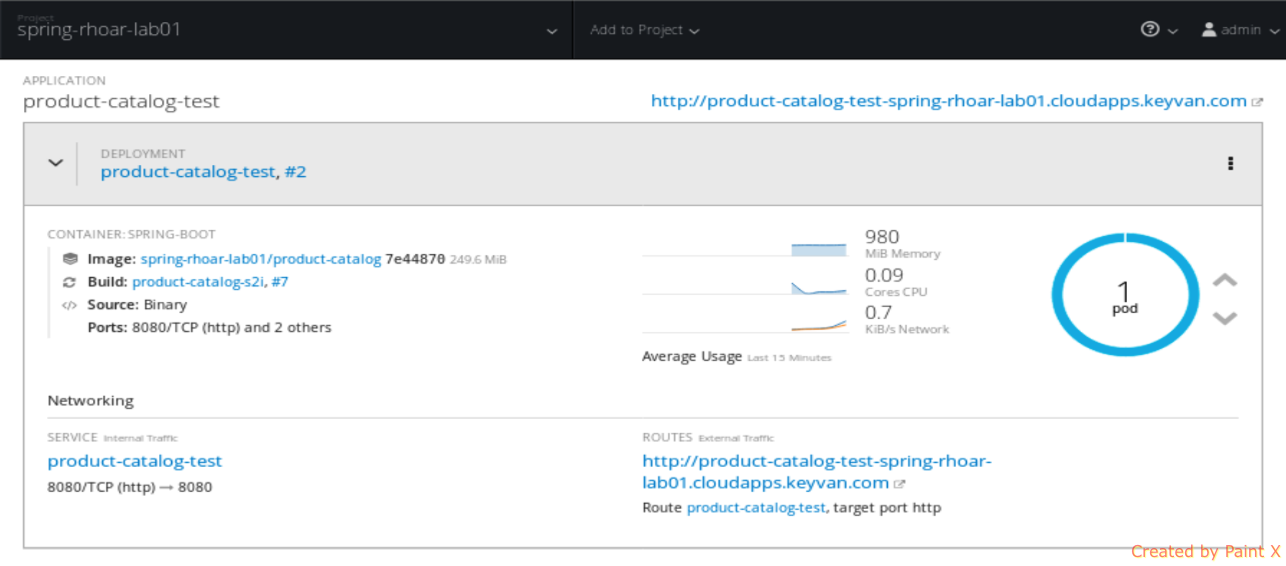 Project
spring-rhoar-lab01
Add to Project
admin
APPLICATION
product-catalog-test
http://product-catalog-test-spring-rhoar-lab01.cloudapps.keyvan.com
DEPLOYMENT
product-catalog-test, #2
CONTAINER: SPRING-BOOT
Image: spring-rhoar-lab01/product-catalog 7e44870 249.6 MiB
Build: product-catalog-s2i, #7
</> Source: Binary
Ports: 8080/TCP (http) and 2 others
980
MiB Memory
0.09
Cores CPU
0.7
KiB/s Network
Average Usage Last 15 Minutes
1
pod
Networking
SERVICE Internal Traffic
product-catalog-test
8080/TCP (http) → 8080
ROUTES External Traffic
http://product-catalog-test-spring-rhoar-
lab01.cloudapps.keyvan.com
Route product-catalog-test, target port http
Created by Paint X